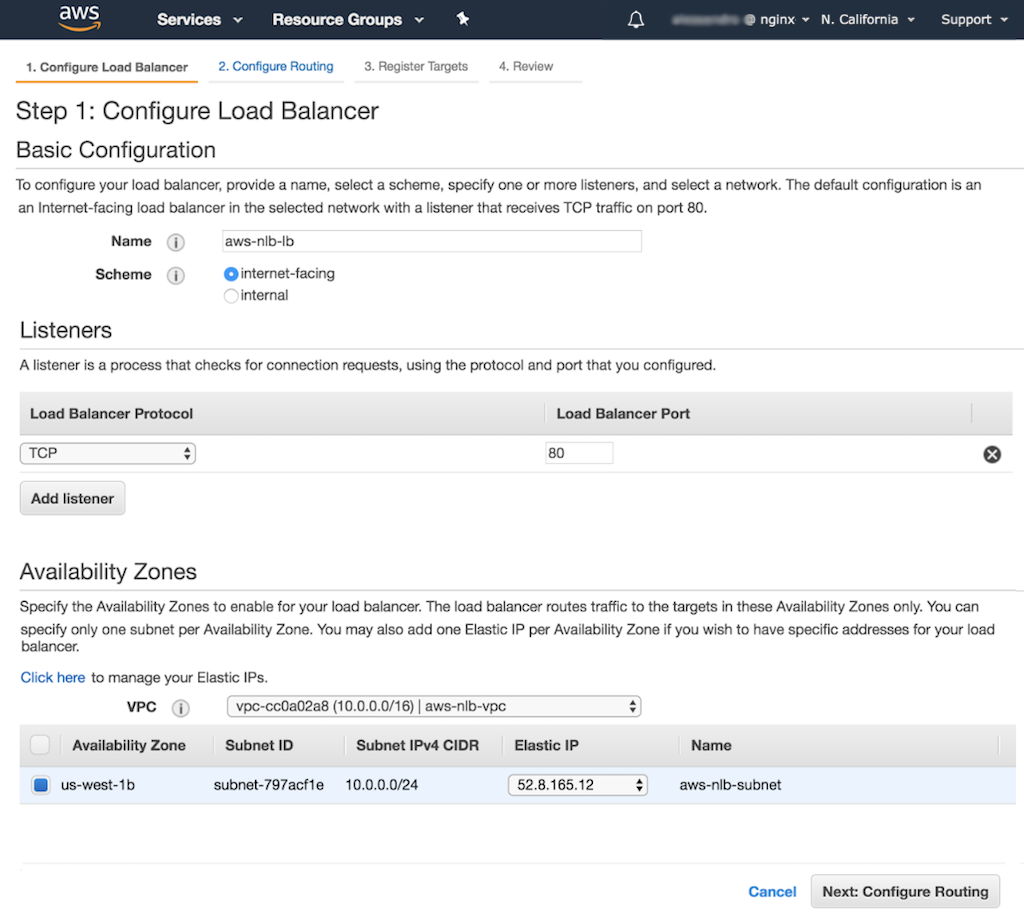 aws Services Resource Groups @ nginx N. California Support
1. Configure Load Balancer 2. Configure Routing 3. Register Targets 4. Review
Step 1: Configure Load Balancer
Basic Configuration
To configure your load balancer, provide a name, select a scheme, specify one or more listeners, and select a network. The default configuration is an
an Internet-facing load balancer in the selected network with a listener that receives TCP traffic on port 80.
Name i aws-nlb-lb
Scheme i internet-facing
internal
Listeners
A listener is a process that checks for connection requests, using the protocol and port that you configured.
Load Balancer Protocol Load Balancer Port
TCP 80
Add listener
Availability Zones
Specify the Availability Zones to enable for your load balancer. The load balancer routes traffic to the targets in these Availability Zones only. You can
specify only one subnet per Availability Zone. You may also add one Elastic IP per Availability Zone if you wish to have specific addresses for your load
balancer.
Click here to manage your Elastic IPs.
VPC i vpc-cc0a02a8 (10.0.0.0/16) | aws-nlb-vpc
Availability Zone Subnet ID Subnet IPv4 CIDR Elastic IP Name
us-west-1b subnet-797acf1e 10.0.0.0/24 52.8.165.12 aws-nlb-subnet
Cancel Next: Configure Routing